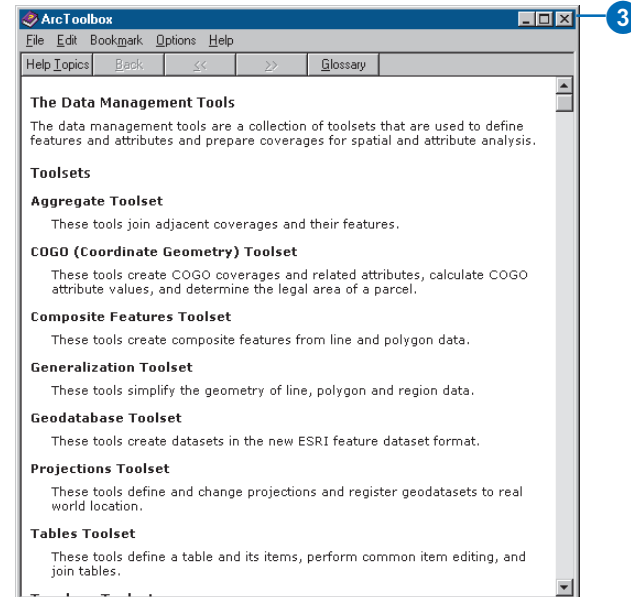 ArcToolbox
3
File Edit Bookmark Options Help
Help Topics Back << >> Glossary
The Data Management Tools
The data management tools are a collection of toolsets that are used to define
features and attributes and prepare coverages for spatial and attribute analysis.
Toolsets
Aggregate Toolset
These tools join adjacent coverages and their features.
COGO (Coordinate Geometry) Toolset
These tools create COGO coverages and related attributes, calculate COGO
attribute values, and determine the legal area of a parcel.
Composite Features Toolset
These tools create composite features from line and polygon data.
Generalization Toolset
These tools simplify the geometry of line, polygon and region data.
Geodatabase Toolset
These tools create datasets in the new ESRI feature dataset format.
Projections Toolset
These tools define and change projections and register geodatasets to real
world location.
Tables Toolset
These tools define a table and its items, perform common item editing, and
join tables.